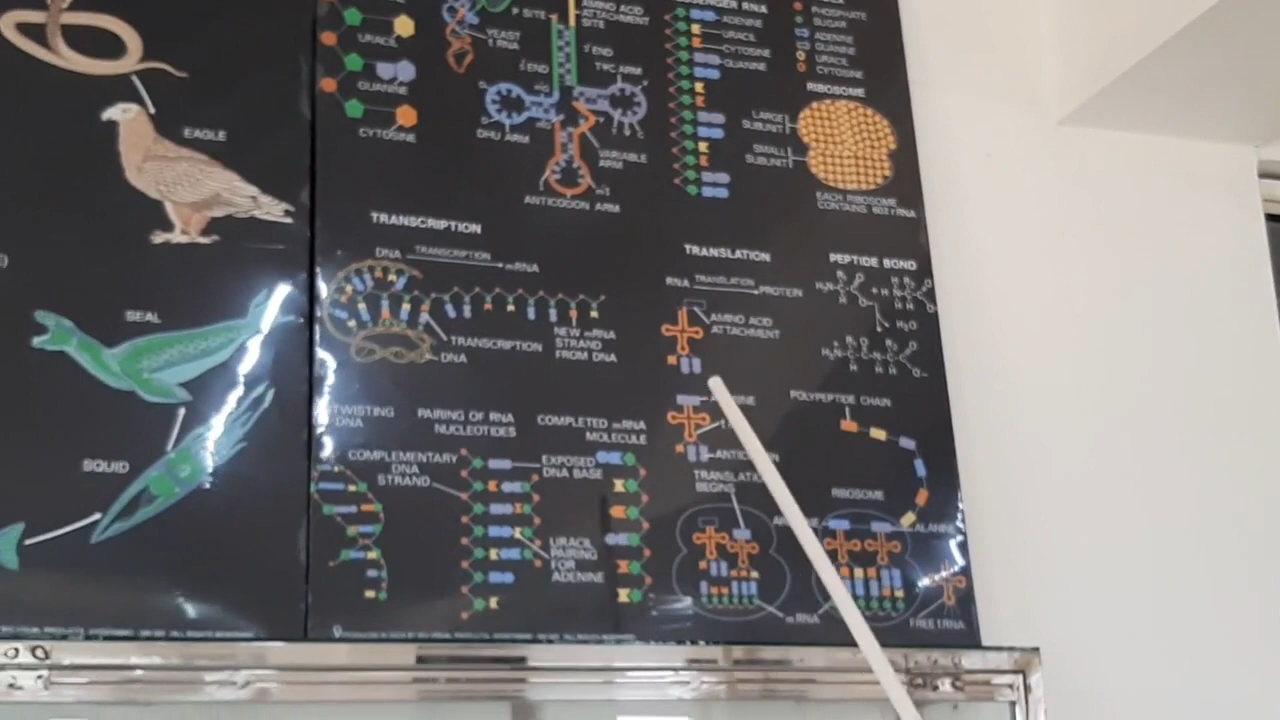 EAGLE
SEAL
SQUID
URACIL
GUANINE
CYTOSINE
YEAST
t RNA
P SITE
AMINO ACID
ATTACHMENT
SITE
3' END
5' END
TΨC ARM
DHU ARM
VARIABLE
ARM
ANTICODON ARM
RNA
ADENINE
URACIL
CYTOSINE
GUANINE
PHOSPHATE
SUGAR
ADENINE
GUANINE
URACIL
CYTOSINE
RIBOSOME
LARGE
SUBUNIT
SMALL
SUBUNIT
EACH RIBOSOME
CONTAINS 60% rRNA
TRANSCRIPTION
DNA TRANSCRIPTION mRNA
TRANSCRIPTION
DNA
NEW mRNA
STRAND
FROM DNA
TRANSLATION
RNA TRANSLATION PROTEIN
AMINO ACID
ATTACHMENT
PEPTIDE BOND
H₂O
POLYPEPTIDE CHAIN
TRANSLATION
BEGINS
RIBOSOME
ALANINE
mRNA
FREE tRNA
DNA
PAIRING OF RNA
NUCLEOTIDES
COMPLETED mRNA
MOLECULE
COMPLEMENTARY
DNA
STRAND
EXPOSED
DNA BASE
URACIL
PAIRING
FOR
ADENINE